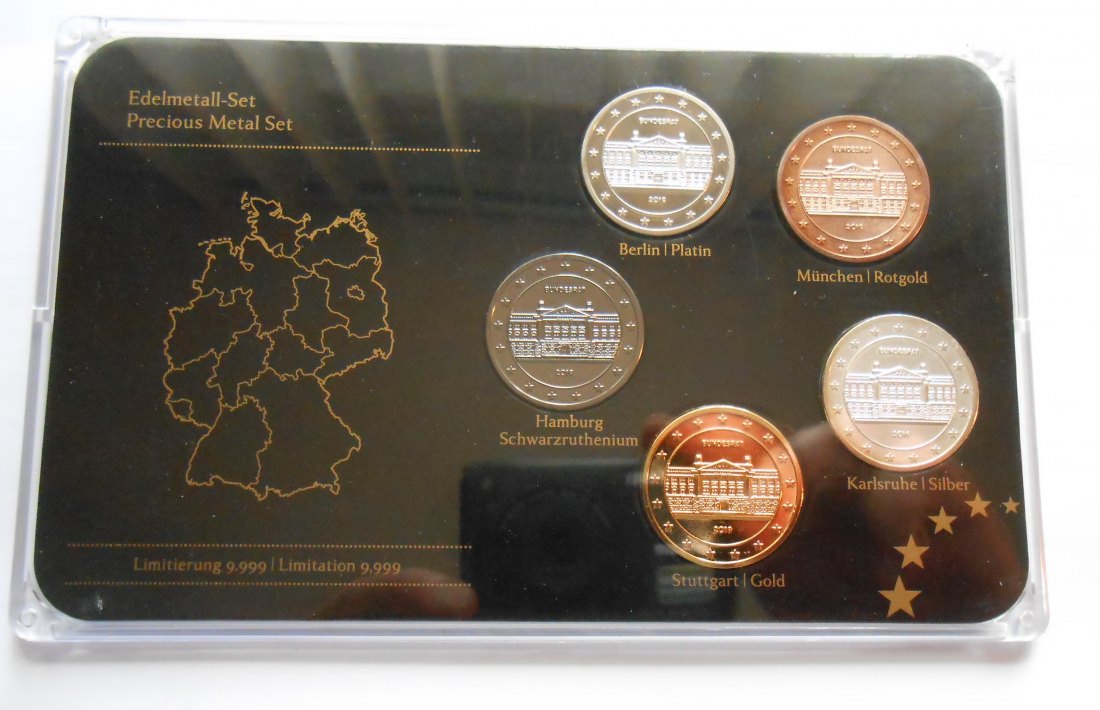 Edelmetall-Set
Precious Metal Set
BUNDESRAT
2019
Berlin | Platin
BUNDESRAT
2019
München | Rotgold
BUNDESRAT
2019
Hamburg
Schwarzruthenium
BUNDESRAT
2019
Karlsruhe | Silber
BUNDESRAT
2019
Stuttgart | Gold
Limitierung 9.999 | Limitation 9,999